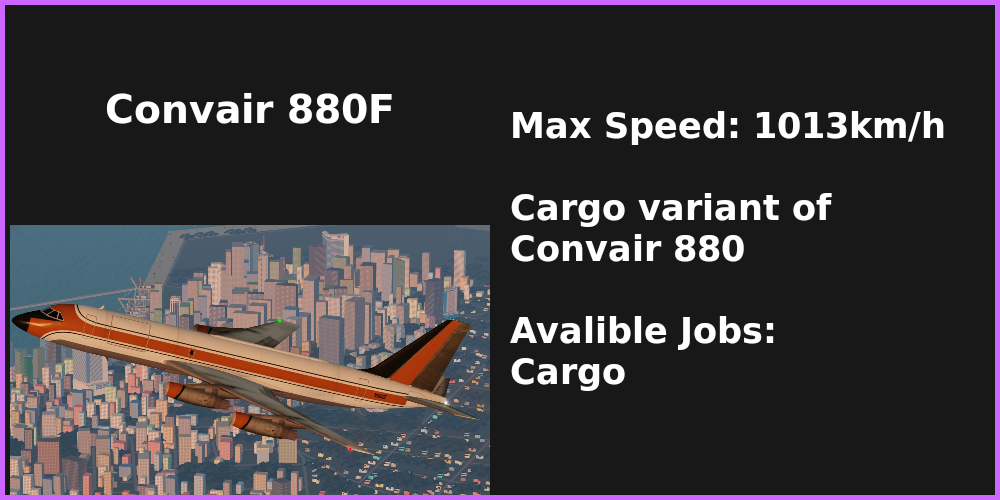 Convair 880F
Max Speed: 1013km/h
Cargo variant of
Convair 880
Avalible Jobs:
Cargo